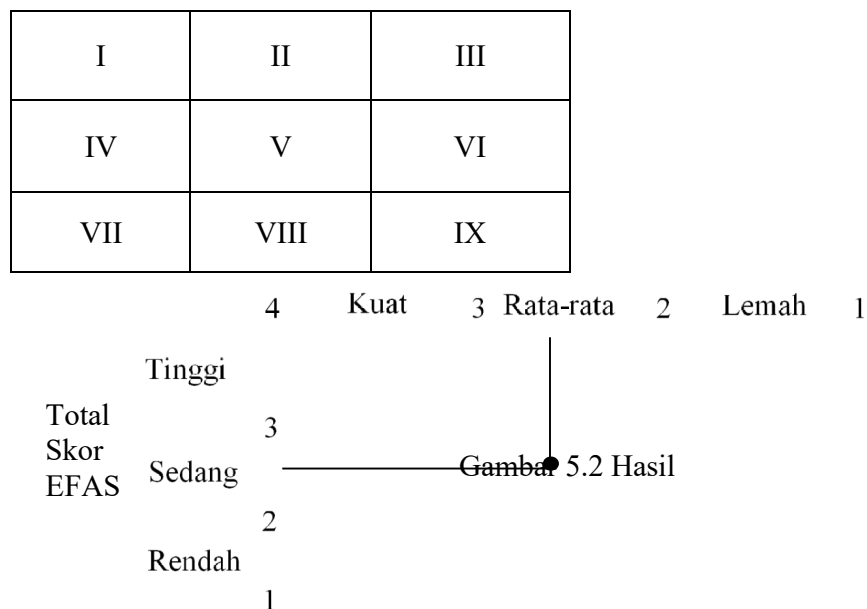 I II III
IV V VI
VII VIII IX
4 Kuat 3 Rata-rata 2 Lemah 1
Tinggi
Total
Skor
EFAS
3
Sedang
Gambar 5.2 Hasil
2
Rendah
1